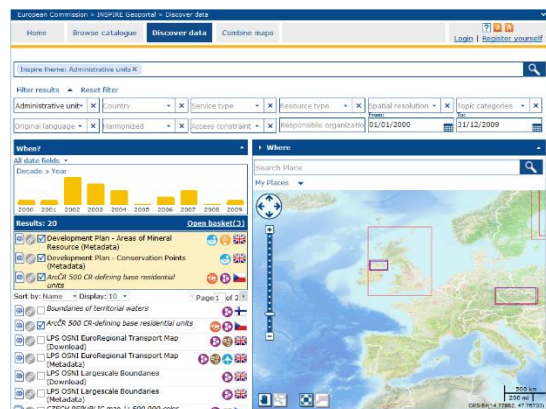 European Commission > INSPIRE Geoportal > Discover data
Home Browse catalogue Discover data Combine maps
? A A
Login | Register yourself
Inspire theme: Administrative units ×
Filter results Reset filter
Administrative unit × Country × Service type × Resource type × Spatial resolution × Topic categories ×
From: To:
Original language × Harmonized × Access constraint × Responsible organizatio 01/01/2000 31/12/2009
When? Where
All date fields
Decade > Year
Search Place
My Places
2000 2001 2002 2003 2004 2005 2006 2007 2008 2009
Results: 20 Open basket(3)
Development Plan - Areas of Mineral
Resource (Metadata)
Development Plan - Conservation Points
(Metadata)
ArcČR 500 CR-defining base residential
units
Sort by: Name Display: 10 Page 1 of 2
Boundaries of territorial waters
ArcČR 500 CR-defining base residential units
LPS OSNI EuroRegional Transport Map
(Download)
LPS OSNI EuroRegional Transport Map
(Metadata)
LPS OSNI Largescale Boundaries
(Download)
LPS OSNI Largescale Boundaries
(Metadata)
500 km
200 mi